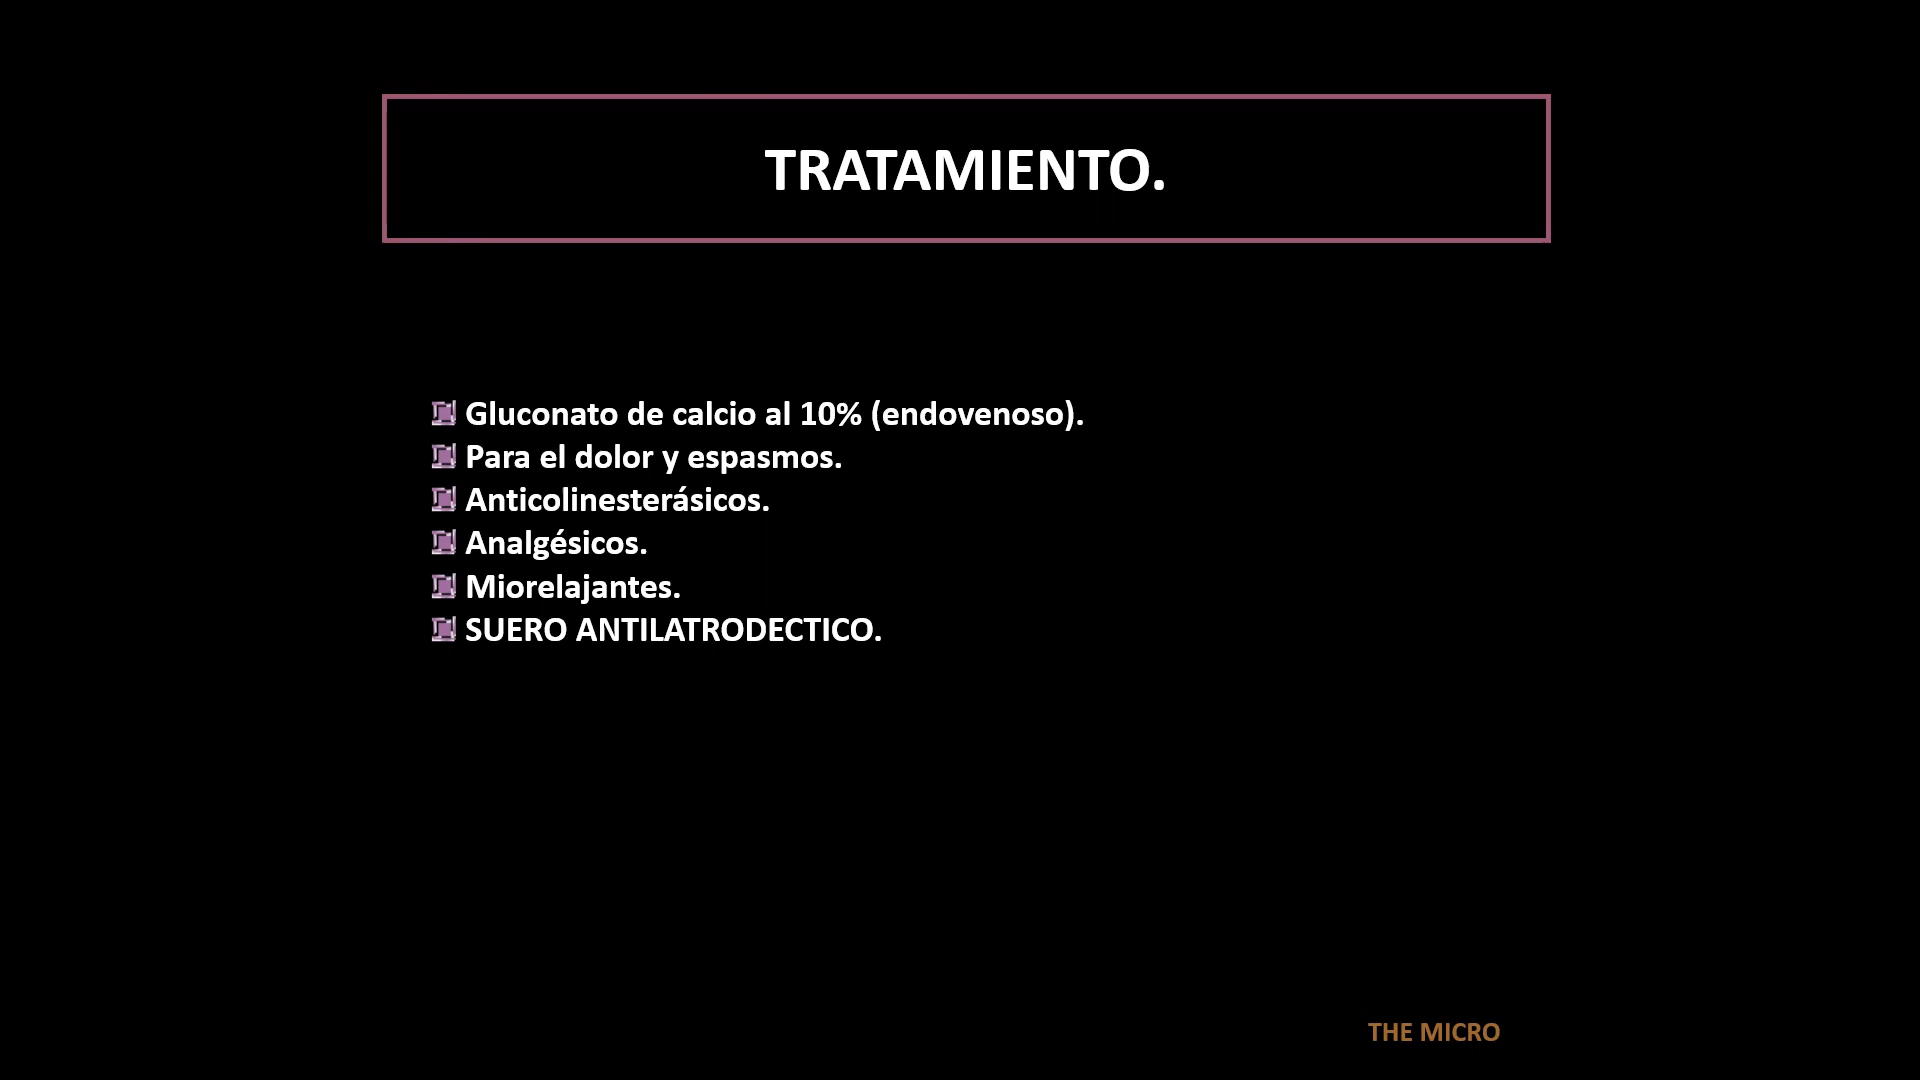 TRATAMIENTO.
Gluconato de calcio al 10% (endovenoso).
Para el dolor y espasmos.
Anticolinesterásicos.
Analgésicos.
Miorelajantes.
SUERO ANTILATRODECTICO.
THE MICRO